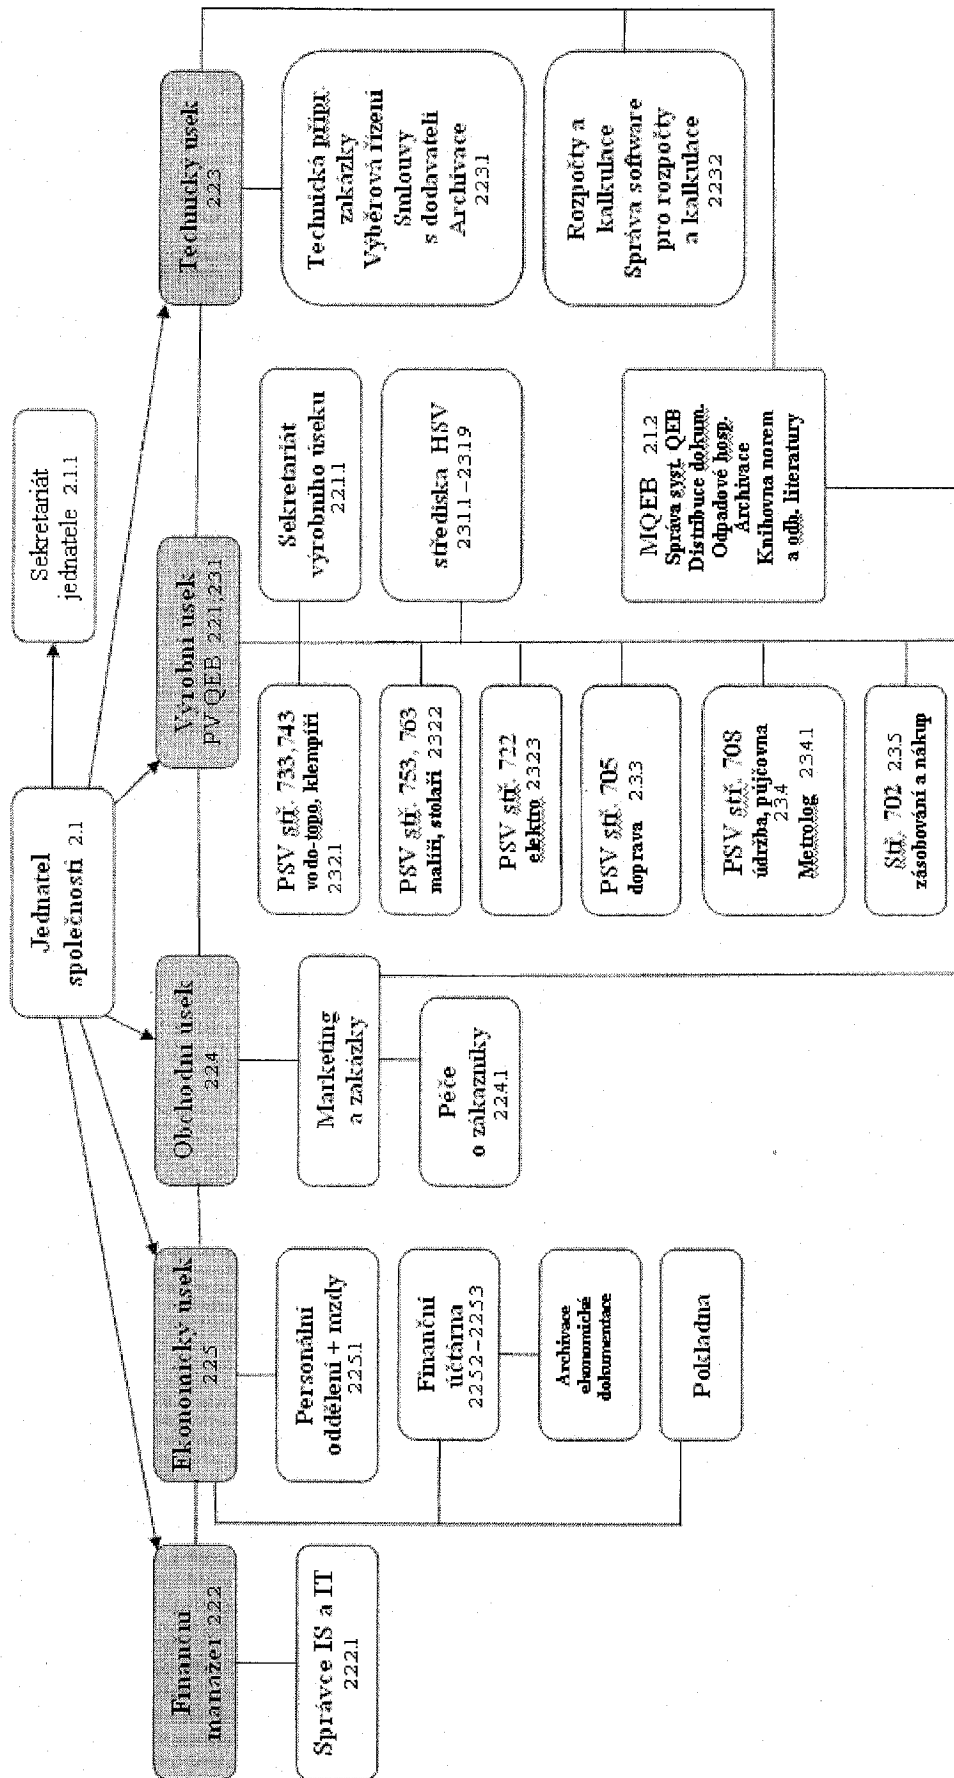 Jednatel
společnosti 2.1
Sekretariát
jednatele 2.1.1
Finanční
manažer 2.2.2
Ekonomický úsek
2.2.5
Obchodní úsek
2.2.4
Výrobní úsek
PV QEB 2.2.1, 2.3.1
Technický úsek
2.2.3
Správce IS a IT
2.2.2.1
Personální
oddělení + mzdy
2.2.5.1
Finanční
účtárna
2.2.5.2-2.2.5.3
Archivace
ekonomické
dokumentace
Pokladna
Marketing
a zakázky
Péče
o zákazníky
2.2.4.1
PSV stř. 733,743
vodo-topo, klempíři
2.3.2.1
PSV stř. 753, 763
malíři, stolaři 2.3.2.2
PSV stř. 722
elektro 2.3.2.3
PSV stř. 705
doprava 2.3.3
PSV stř. 708
údržba, půjčovna
2.3.4
Metrolog 2.3.4.1
Stř. 702 2.3.5
zásobování a nákup
Sekretariát
výrobního úseku
2.2.1.1
střediska HSV
2.3.1.1-2.3.1.9
MQEB 2.1.2
Správa syst. QEB
Distribuce dokum.
Odpadové hosp.
Archivace
Knihovna norem
a odb. literatury
Technická přípr.
zakázky
Výběrová řízení
Smlouvy
s dodavateli
Archivace
2.2.3.1
Rozpočty a
kalkulace
Správa software
pro rozpočty
a kalkulace
2.2.3.2